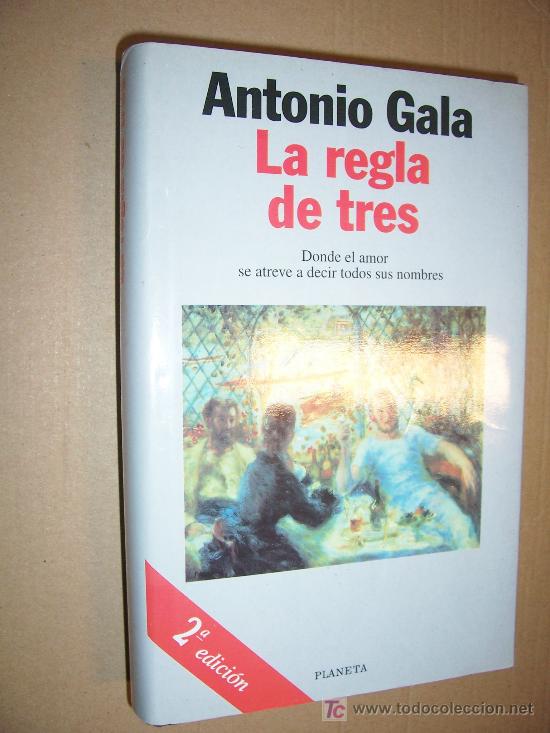 Antonio Gala
La regla
de tres
Donde el amor
se atreve a decir todos sus nombres
2ª edición
PLANETA
TC www.todocoleccion.net